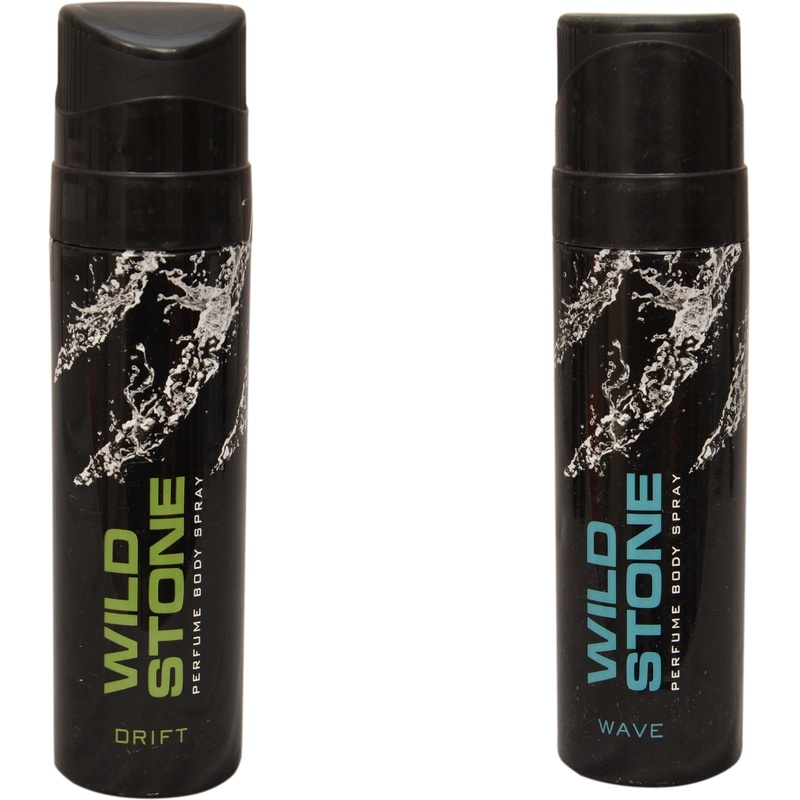 WILD
STONE
PERFUME BODY SPRAY
DRIFT
WILD
STONE
PERFUME BODY SPRAY
WAVE